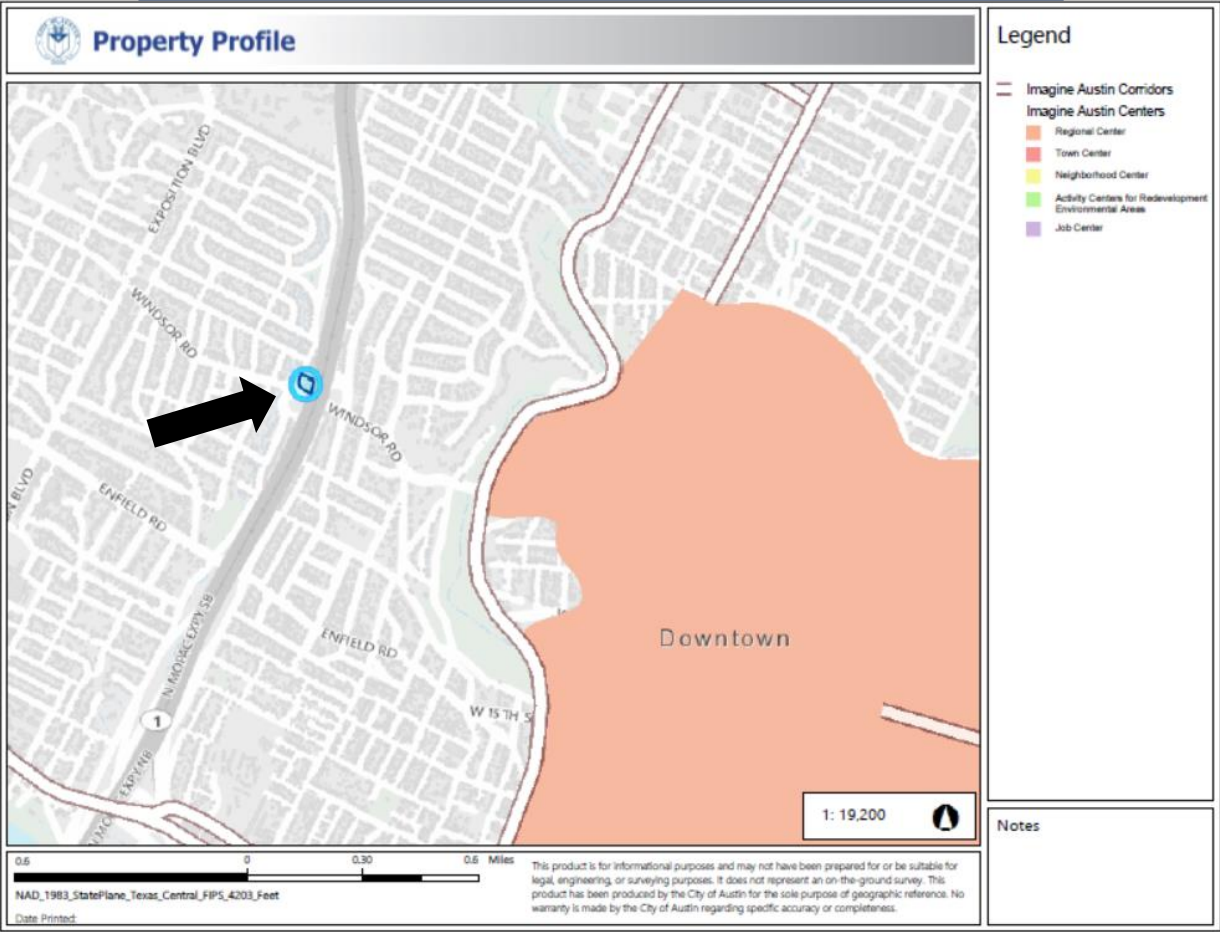 Property Profile
Legend
Imagine Austin Corridors
Imagine Austin Centers
Regional Center
Town Center
Neighborhood Center
Activity Centers for Redevelopment
Environmental Areas
Job Center
EXPOSITION BLVD
WINDSOR RD
WINDSOR RD
N BLVD
ENFIELD RD
N MOPAC EXPY SB
ENFIELD RD
Downtown
W 15TH S
1
EXPY NB
1: 19,200
Notes
0.6 0 0.30 0.6 Miles
NAD_1983_StatePlane_Texas_Central_FIPS_4203_Feet
Date Printed:
This product is for informational purposes and may not have been prepared for or be suitable for
legal, engineering, or surveying purposes. It does not represent an on-the-ground survey. This
product has been produced by the City of Austin for the sole purpose of geographic reference. No
warranty is made by the City of Austin regarding specific accuracy or completeness.